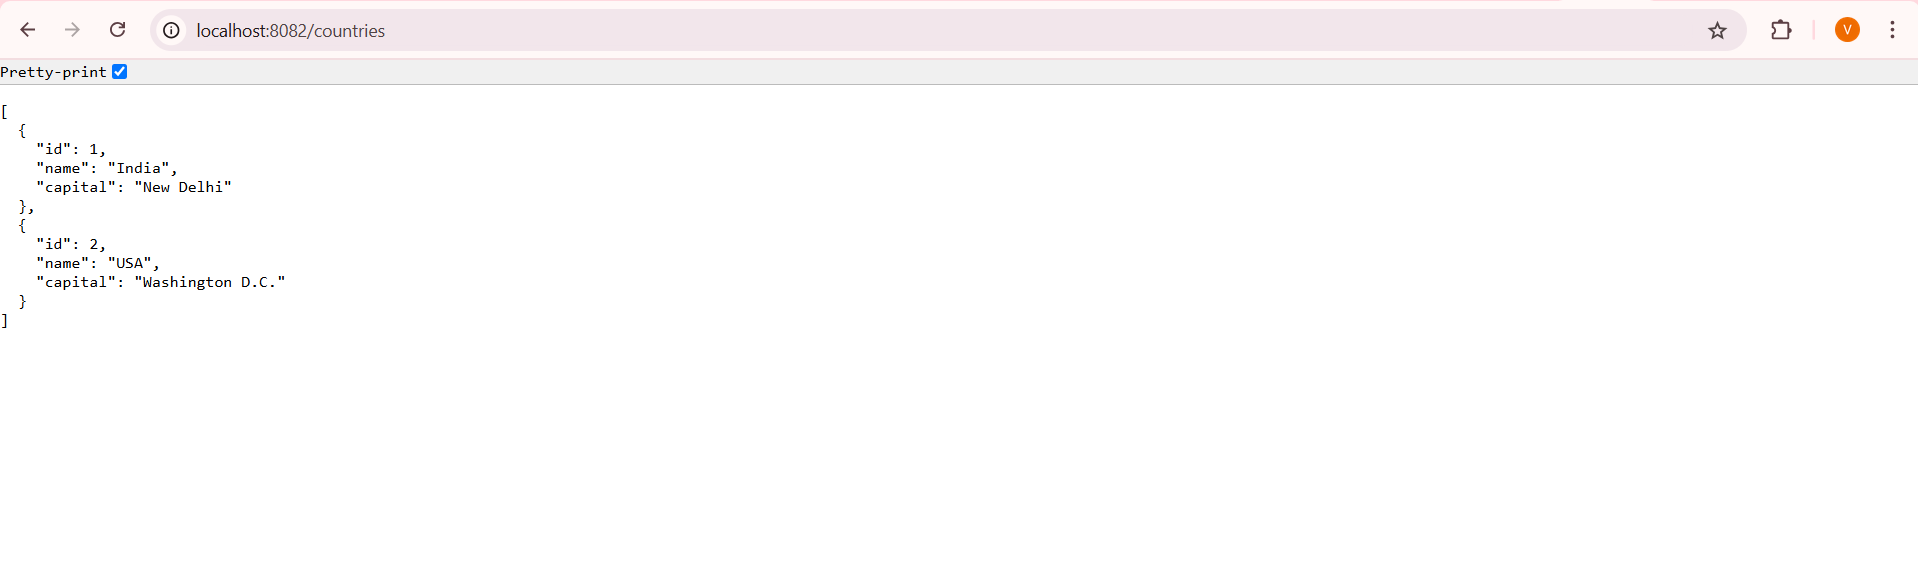 localhost:8082/countries
V
Pretty-print
[
  {
    "id": 1,
    "name": "India",
    "capital": "New Delhi"
  },
  {
    "id": 2,
    "name": "USA",
    "capital": "Washington D.C."
  }
]